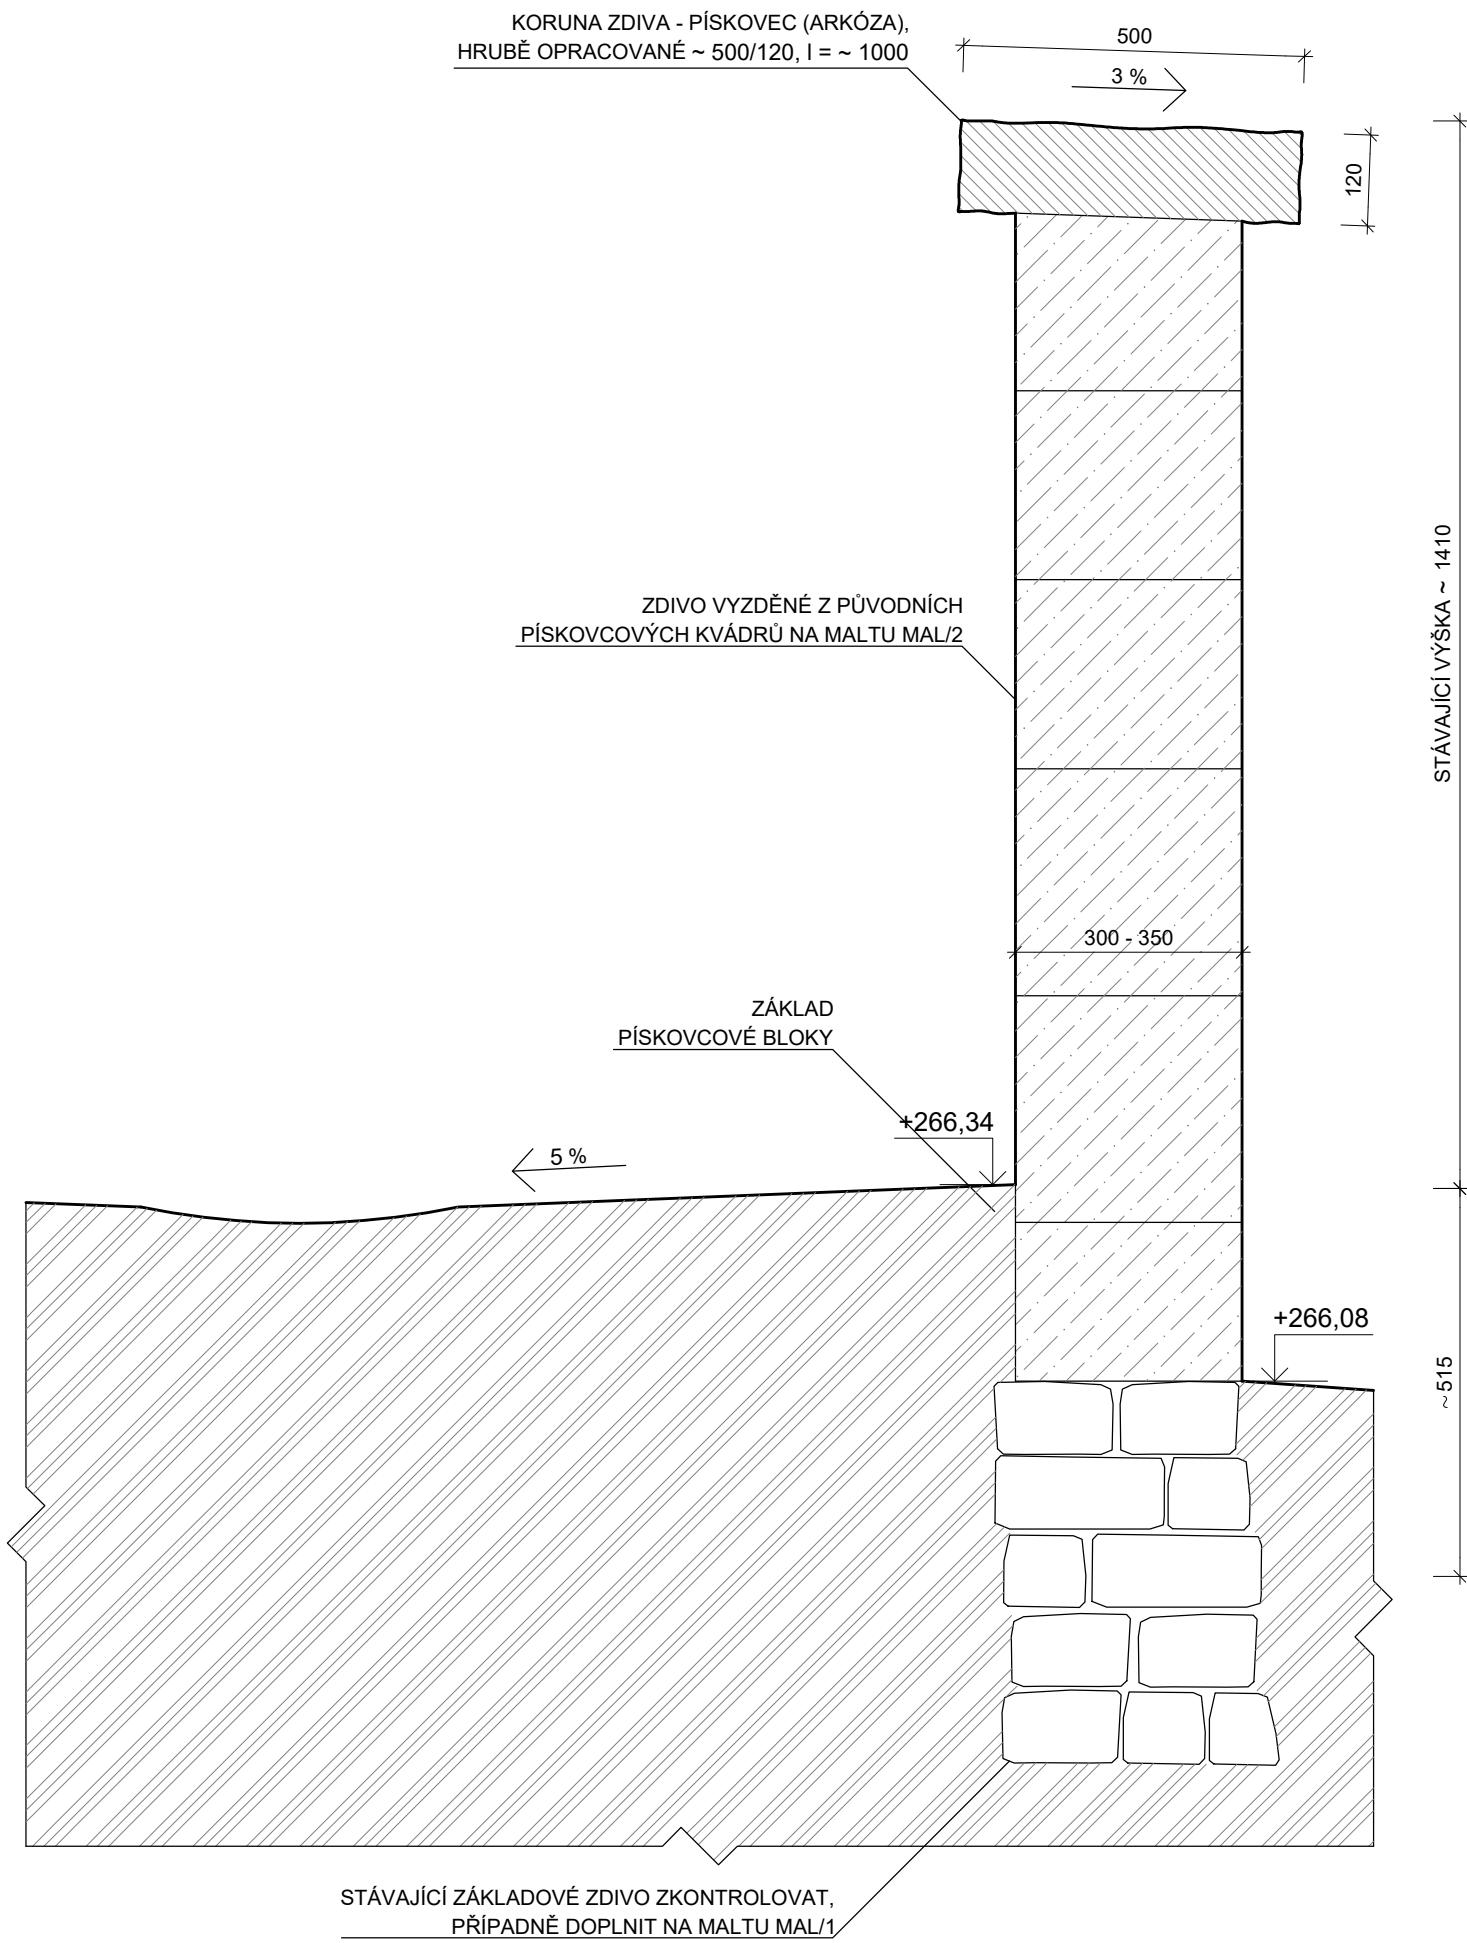 KORUNA ZDIVA - PÍSKOVEC (ARKÓZA),
HRUBĚ OPRACOVANÉ ~ 500/120, l = ~ 1000
500
3 %
120
STÁVAJÍCÍ VÝŠKA ~ 1410
ZDIVO VYZDĚNÉ Z PŮVODNÍCH
PÍSKOVCOVÝCH KVÁDRŮ NA MALTU MAL/2
300 - 350
ZÁKLAD
PÍSKOVCOVÉ BLOKY
+266,34
5 %
+266,08
~515
STÁVAJÍCÍ ZÁKLADOVÉ ZDIVO ZKONTROLOVAT,
PŘÍPADNĚ DOPLNIT NA MALTU MAL/1